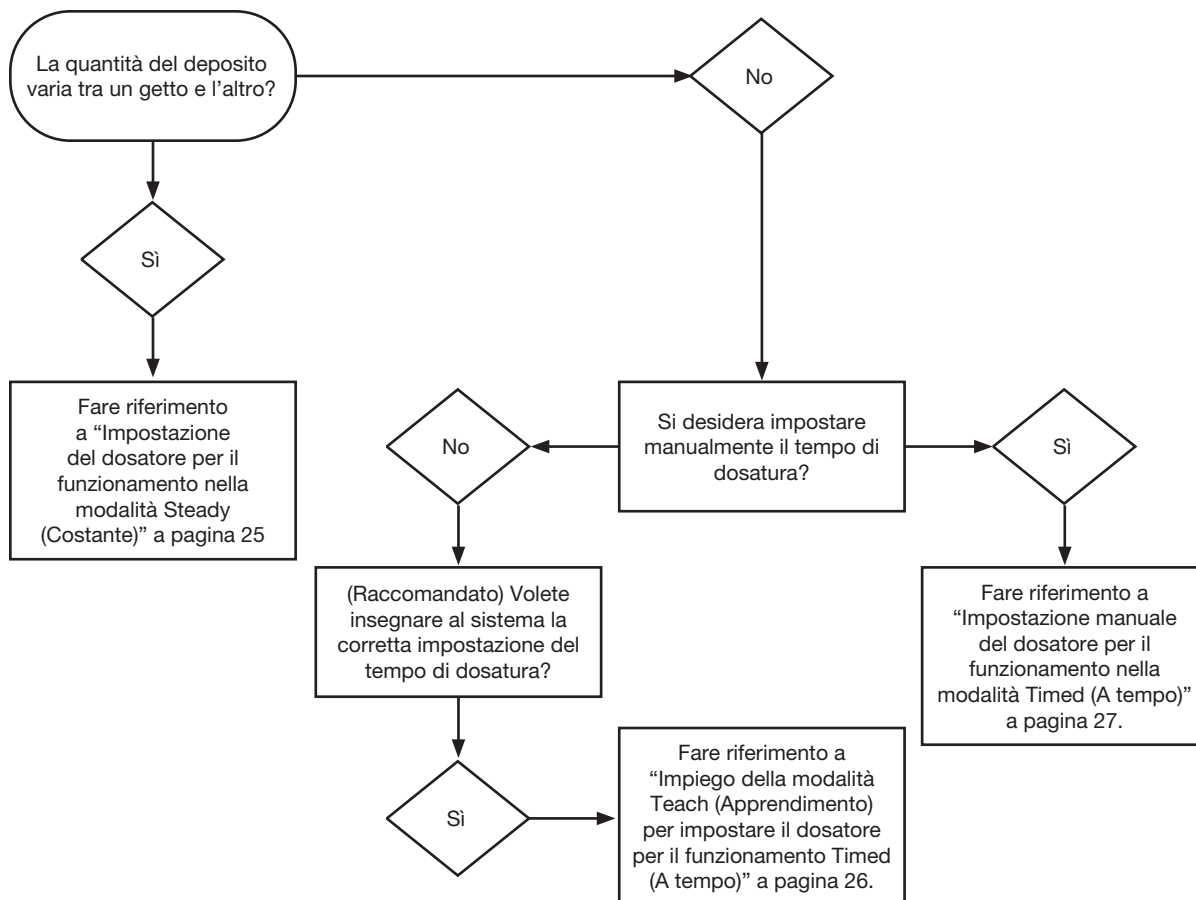 La quantità del deposito
varia tra un getto e l'altro?
No
Sì
Fare riferimento
a “Impostazione
del dosatore per il
funzionamento nella
modalità Steady
(Costante)” a pagina 25
No
Si desidera impostare
manualmente il tempo di
dosatura?
Sì
(Raccomandato) Volete
insegnare al sistema la
corretta impostazione del
tempo di dosatura?
Fare riferimento a
“Impostazione manuale
del dosatore per il
funzionamento nella
modalità Timed (A tempo)”
a pagina 27.
Sì
Fare riferimento a
“Impiego della modalità
Teach (Apprendimento)
per impostare il dosatore
per il funzionamento Timed
(A tempo)” a pagina 26.